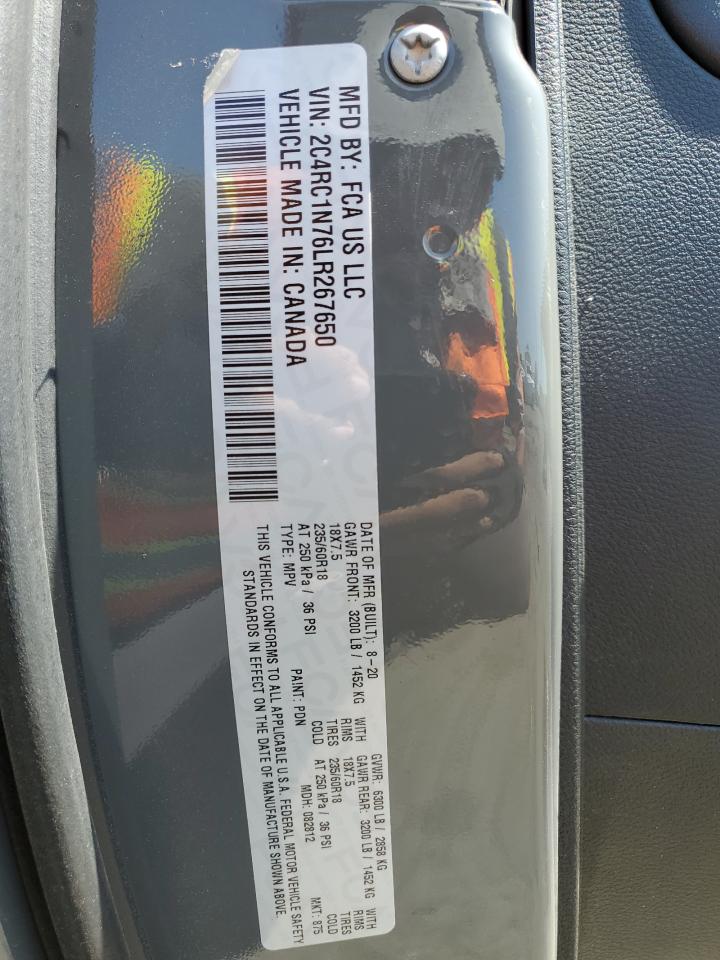 MFD BY: FCA US LLC
VIN: 2C4RC1N76LR267650
VEHICLE MADE IN: CANADA
DATE OF MFR (BUILT): 8-20 GVWR: 6300 LB / 2858 KG
GAWR FRONT: 3200 LB / 1452 KG WITH GAWR REAR: 3200 LB / 1452 KG WITH
18X7.5 RIMS 18X7.5 RIMS
235/60R18 TIRES 235/60R18 TIRES
AT 250 kPa / 36 PSI COLD AT 250 kPa / 36 PSI COLD
TYPE: MPV PAINT: PDN MDH: 082812 MKT: 875
THIS VEHICLE CONFORMS TO ALL APPLICABLE U.S.A. FEDERAL MOTOR VEHICLE SAFETY
STANDARDS IN EFFECT ON THE DATE OF MANUFACTURE SHOWN ABOVE.